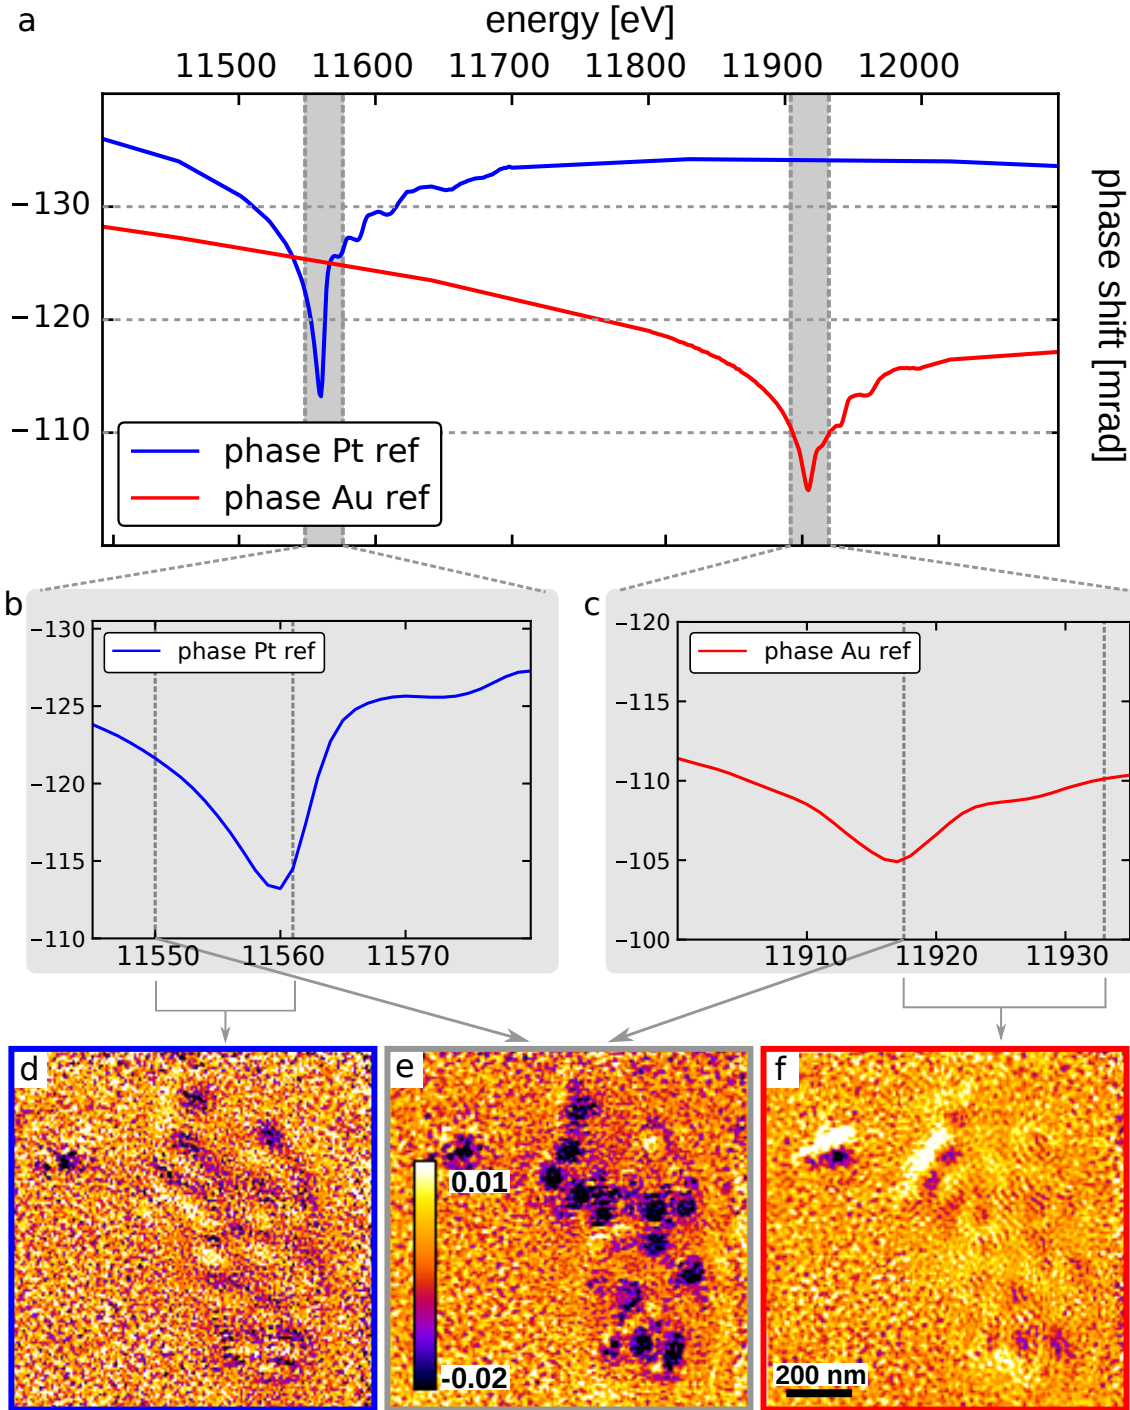 a
energy [eV]
11500 11600 11700 11800 11900 12000
−130
−120
−110
phase shift [mrad]
phase Pt ref
phase Au ref
b
−130
−125
−120
−115
−110
phase Pt ref
11550 11560 11570
c
−120
−115
−110
−105
−100
phase Au ref
11910 11920 11930
d
e
0.01
-0.02
f
200 nm